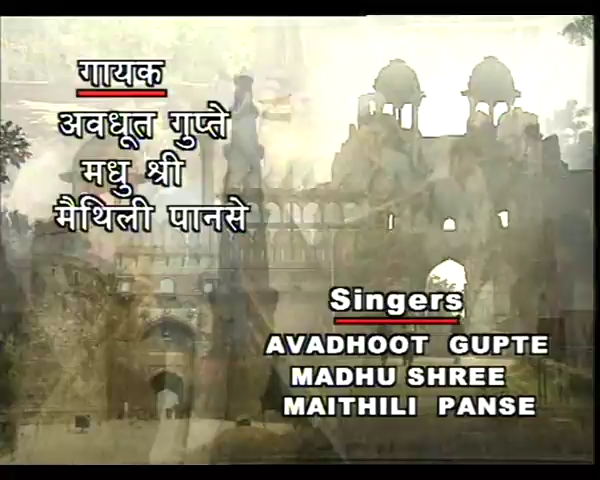 गायक
अवधूत गुप्ते
मधु श्री
मैथिली पानसे
Singers
AVADHOOT GUPTE
MADHU SHREE
MAITHILI PANSE